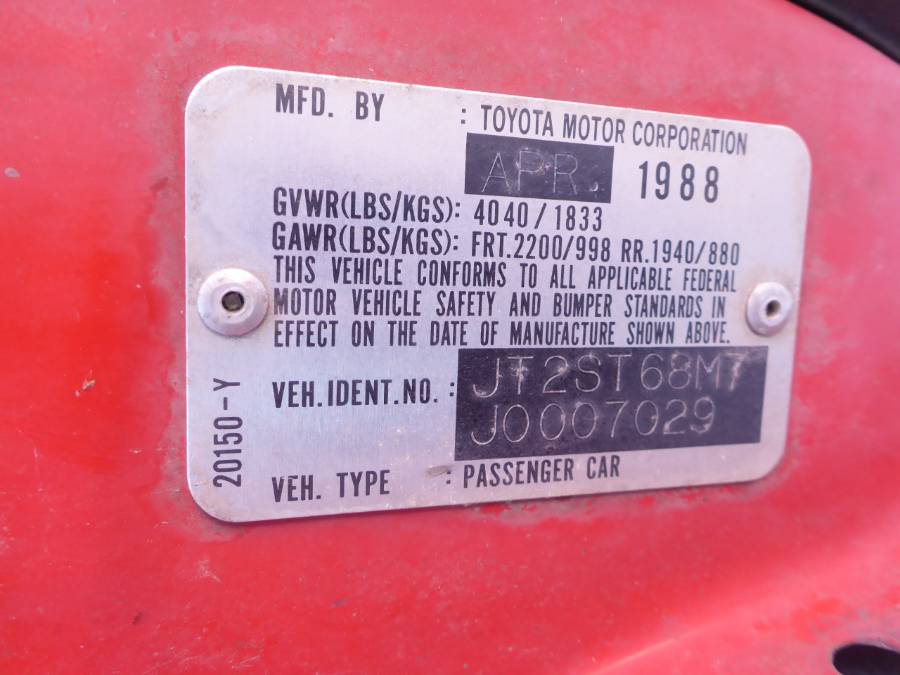 MFD. BY : TOYOTA MOTOR CORPORATION
APR. 1988
GVWR(LBS/KGS): 4040/1833
GAWR(LBS/KGS): FRT.2200/998 RR.1940/880
THIS VEHICLE CONFORMS TO ALL APPLICABLE FEDERAL
MOTOR VEHICLE SAFETY AND BUMPER STANDARDS IN
EFFECT ON THE DATE OF MANUFACTURE SHOWN ABOVE.
VEH.IDENT.NO. : JT2ST68M7
J0007029
VEH. TYPE : PASSENGER CAR
20150-Y